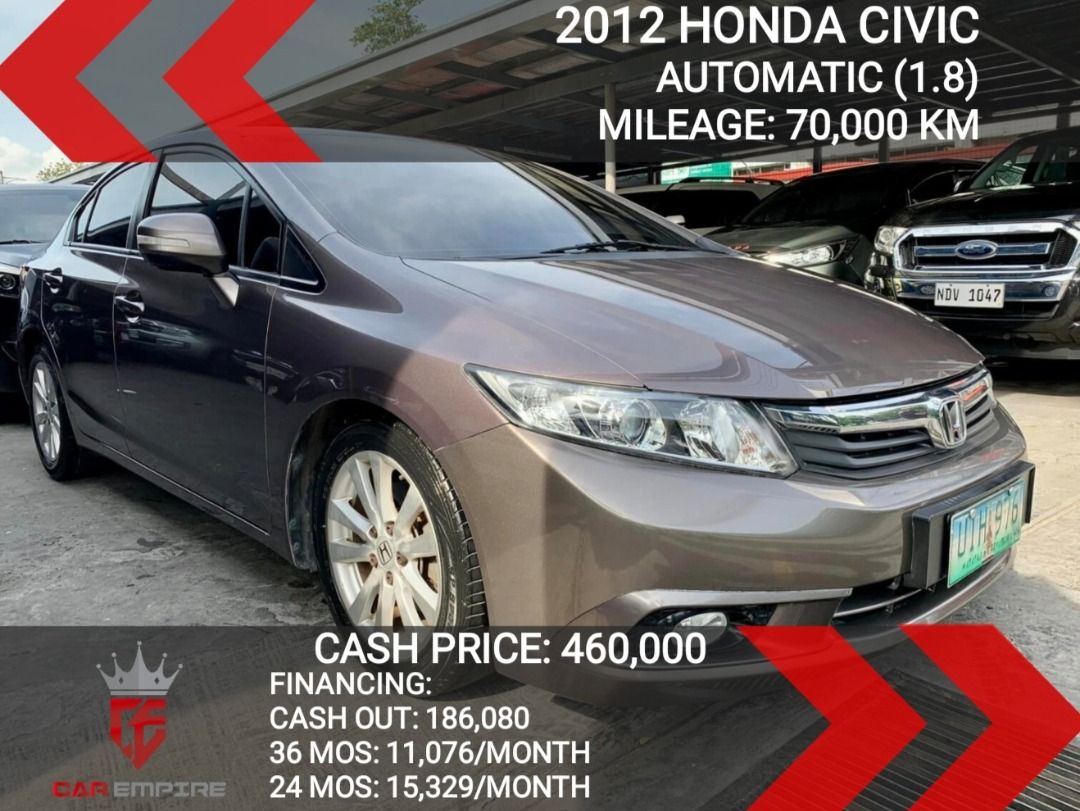 2012 HONDA CIVIC
AUTOMATIC (1.8)
MILEAGE: 70,000 KM
NDV 1047
Ford
CASH PRICE: 460,000
FINANCING:
CASH OUT: 186,080
36 MOS: 11,076/MONTH
24 MOS: 15,329/MONTH
CAR EMPIRE